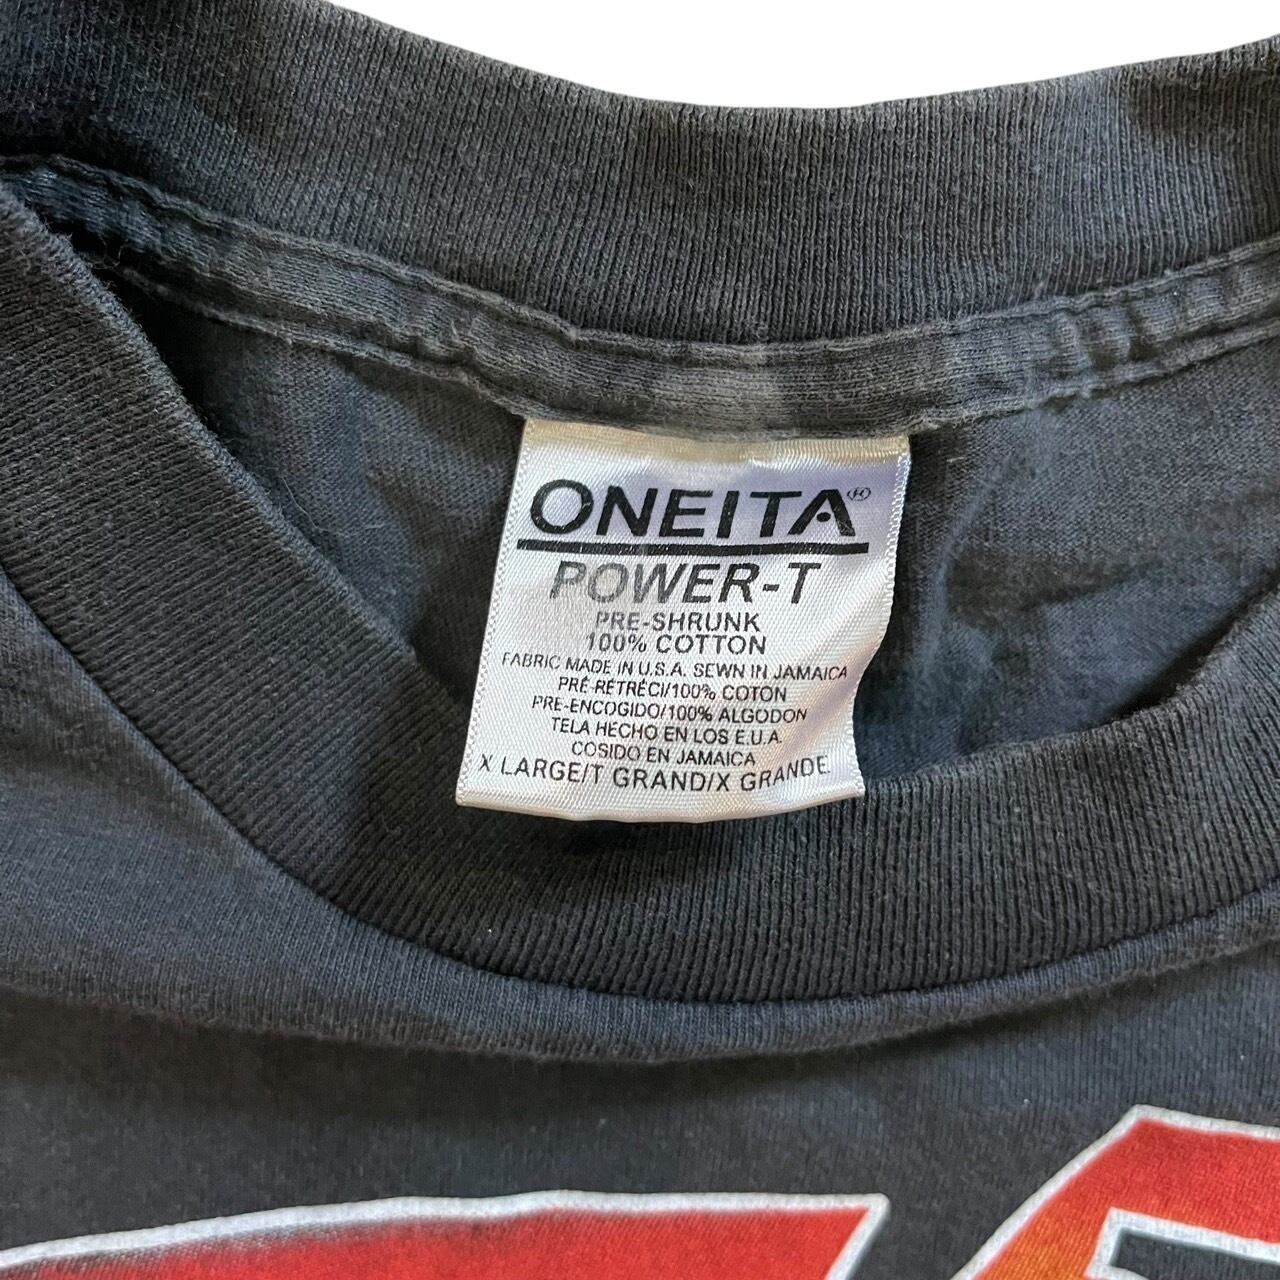 ONEITA®
POWER-T
PRE-SHRUNK
100% COTTON
FABRIC MADE IN U.S.A. SEWN IN JAMAICA
PRÉ-RETRÉCI/100% COTON
PRE-ENCOGIDO/100% ALGODON
TELA HECHO EN LOS E.U.A.
COSIDO EN JAMAICA
X LARGE/T GRAND/X GRANDE